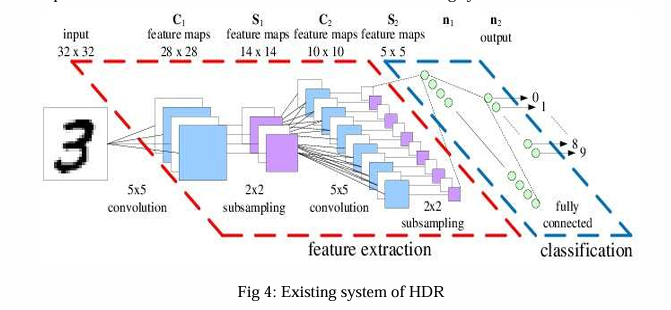 C1 S1 C2 S2 n1 n2
input feature maps feature maps feature maps feature maps output
32 x 32 28 x 28 14 x 14 10 x 10 5 x 5
0
1
8
9
5x5 2x2 5x5 2x2 fully
convolution subsampling convolution subsampling connected
feature extraction classification
Fig 4: Existing system of HDR